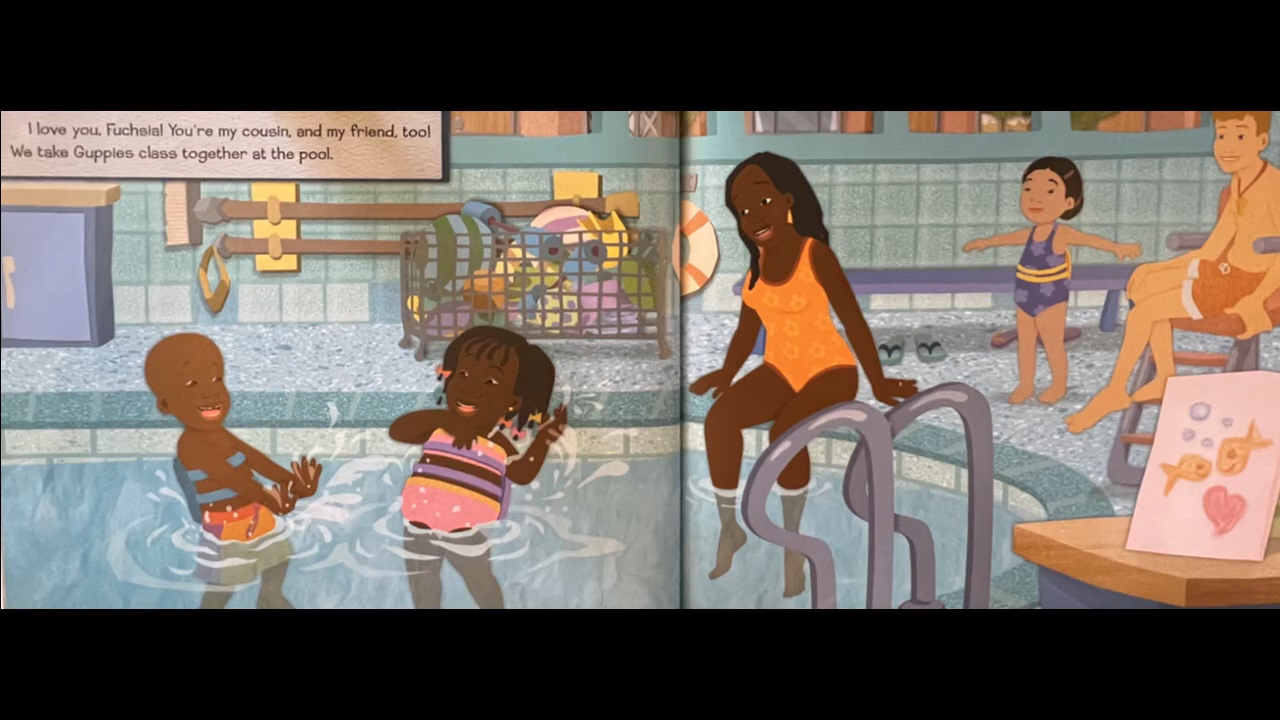 I love you, Fuchsia! You're my cousin, and my friend, too!
We take Guppies class together at the pool.